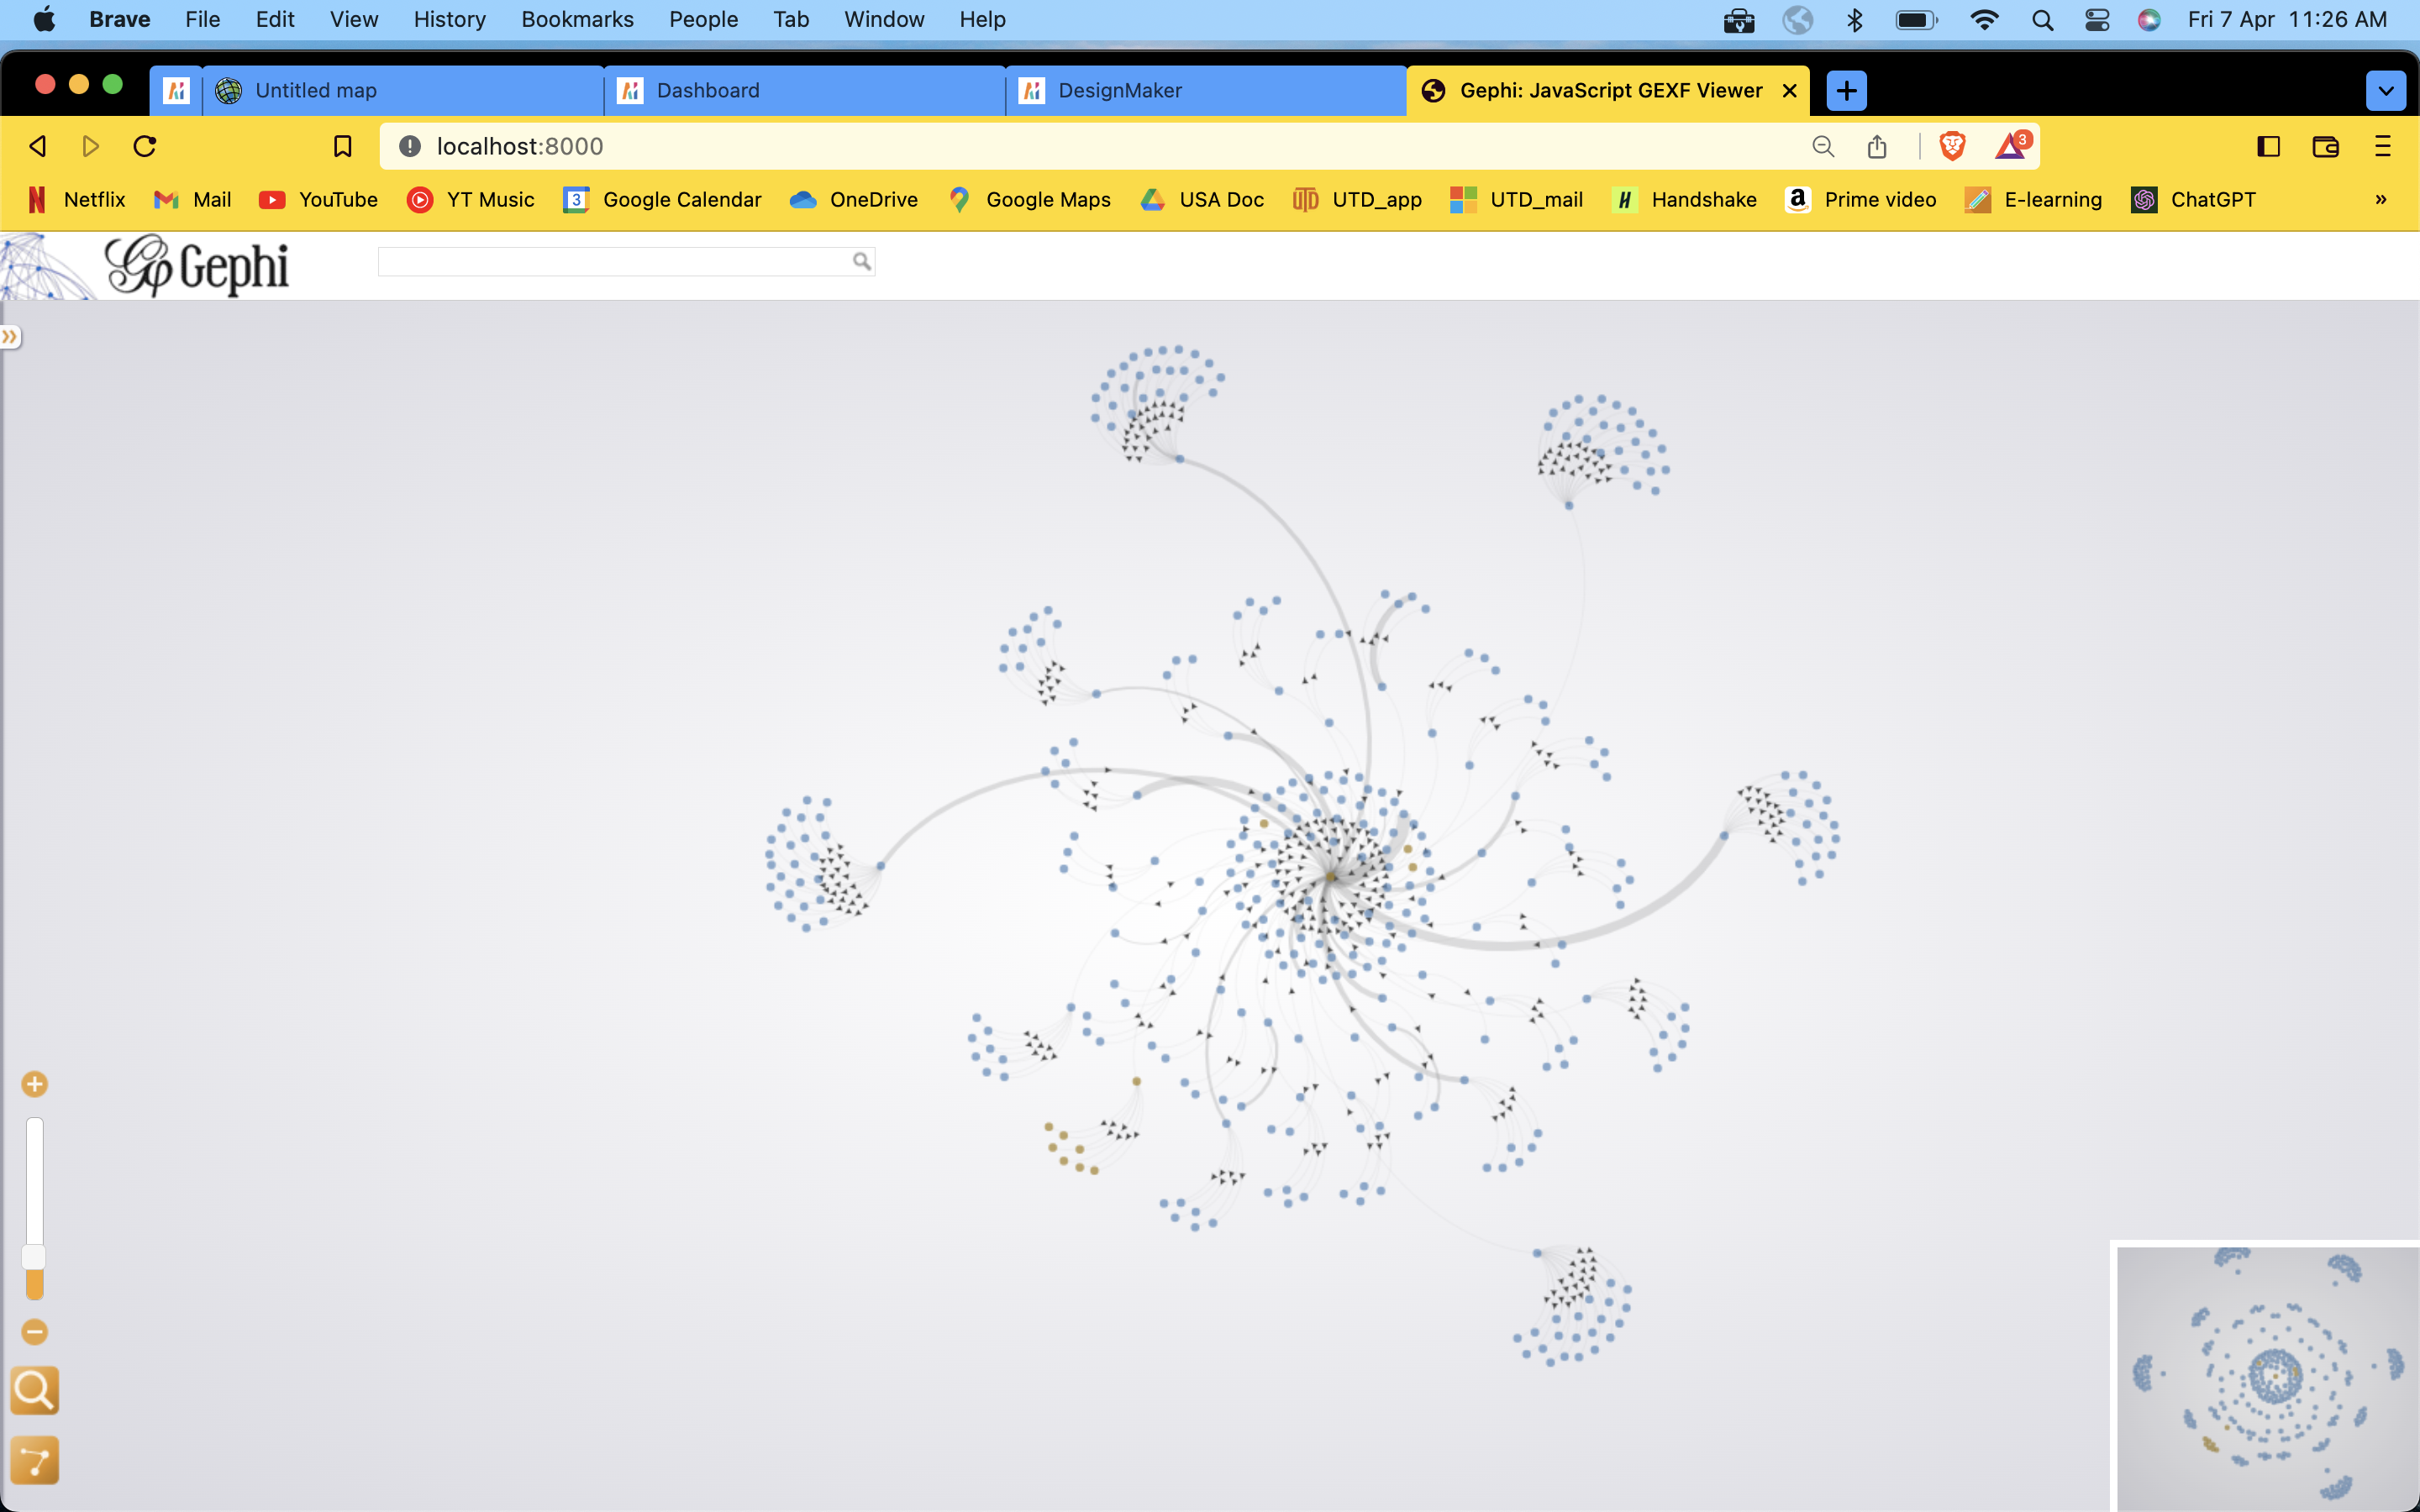 Brave File Edit View History Bookmarks People Tab Window Help Fri 7 Apr 11:26 AM
Untitled map Dashboard DesignMaker Gephi: JavaScript GEXF Viewer
localhost:8000 3
Netflix Mail YouTube YT Music 3 Google Calendar OneDrive Google Maps USA Doc UTD_app UTD_mail Handshake Prime video E-learning ChatGPT »
Gephi